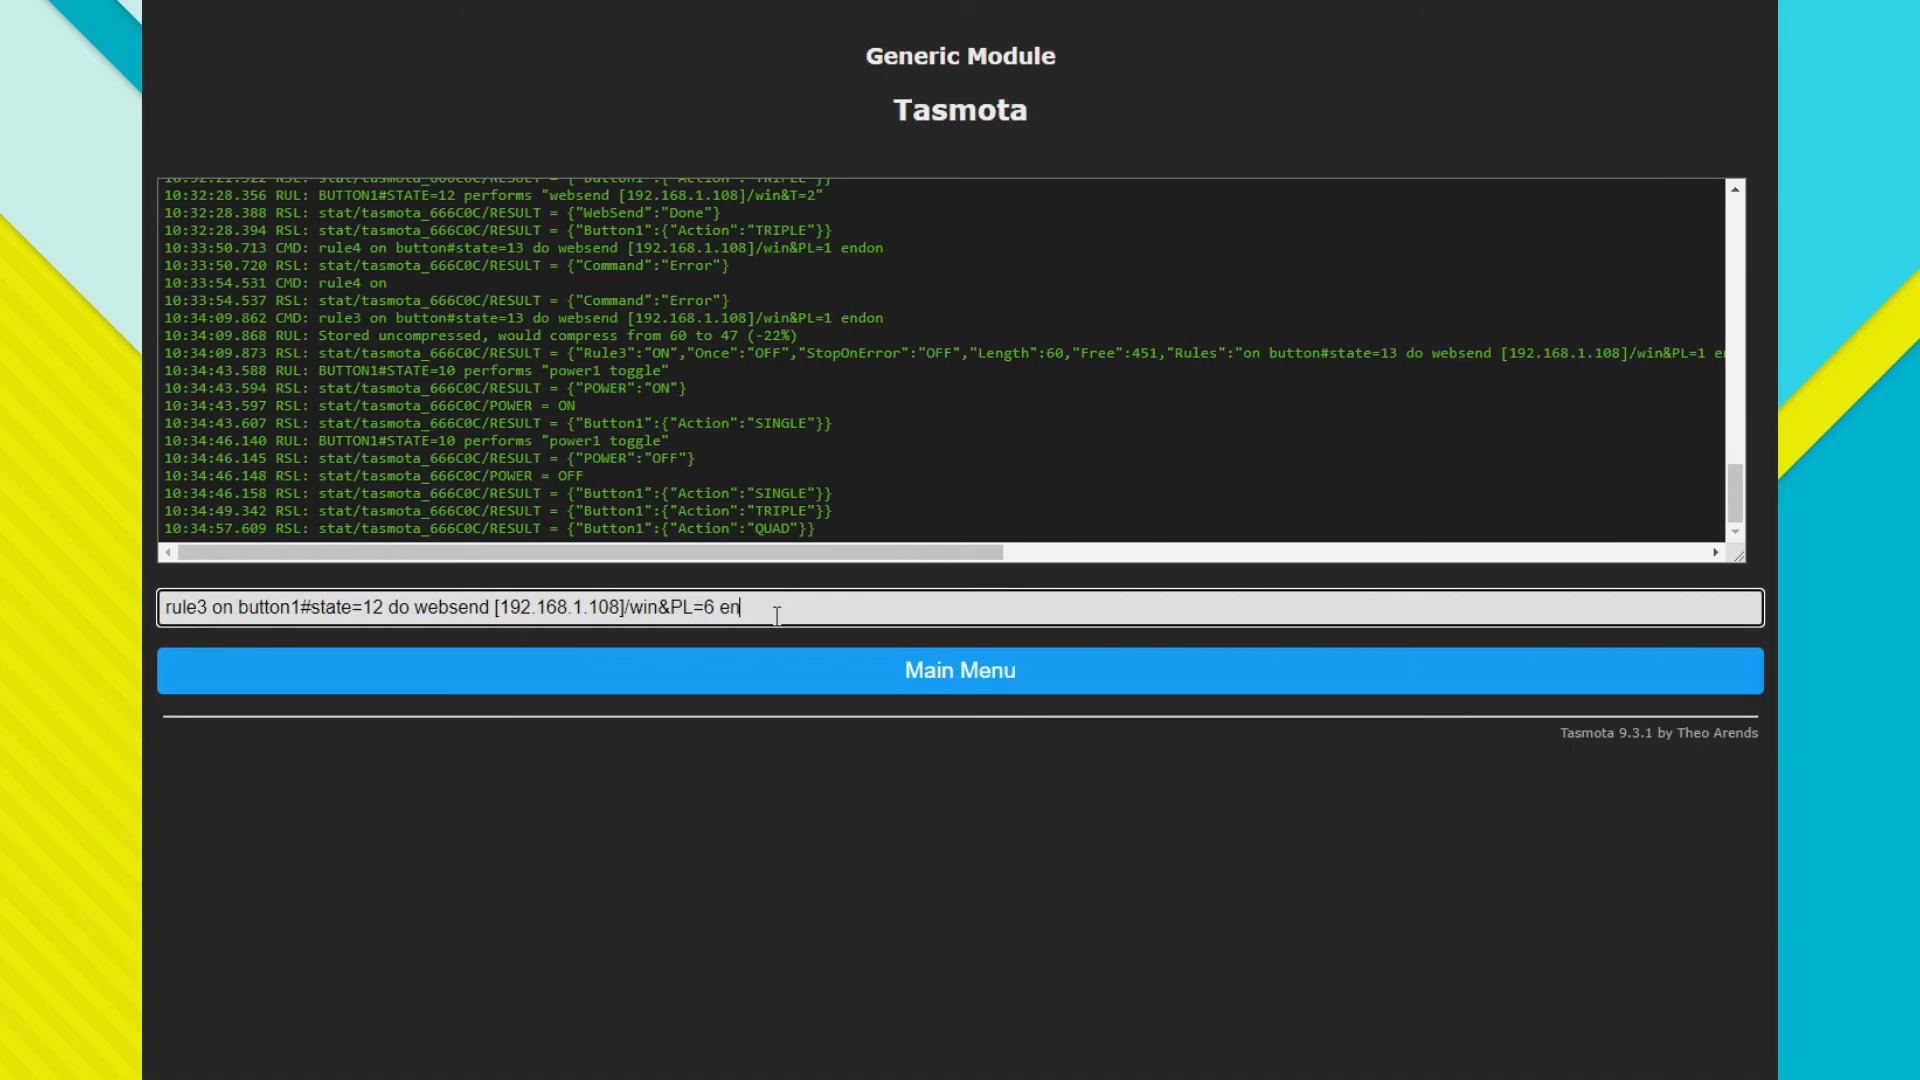 Generic Module
Tasmota
10:32:21.322 RSL: stat/tasmota_666C0C/RESULT = {"Button1":{"Action":"TRIPLE"}}
10:32:28.356 RUL: BUTTON1#STATE=12 performs "websend [192.168.1.108]/win&T=2"
10:32:28.388 RSL: stat/tasmota_666C0C/RESULT = {"WebSend":"Done"}
10:32:28.394 RSL: stat/tasmota_666C0C/RESULT = {"Button1":{"Action":"TRIPLE"}}
10:33:50.713 CMD: rule4 on button#state=13 do websend [192.168.1.108]/win&PL=1 endon
10:33:50.720 RSL: stat/tasmota_666C0C/RESULT = {"Command":"Error"}
10:33:54.531 CMD: rule4 on
10:33:54.537 RSL: stat/tasmota_666C0C/RESULT = {"Command":"Error"}
10:34:09.862 CMD: rule3 on button#state=13 do websend [192.168.1.108]/win&PL=1 endon
10:34:09.868 RUL: Stored uncompressed, would compress from 60 to 47 (-22%)
10:34:09.873 RSL: stat/tasmota_666C0C/RESULT = {"Rule3":"ON","Once":"OFF","StopOnError":"OFF","Length":60,"Free":451,"Rules":"on button#state=13 do websend [192.168.1.108]/win&PL=1 e
10:34:43.588 RUL: BUTTON1#STATE=10 performs "power1 toggle"
10:34:43.594 RSL: stat/tasmota_666C0C/RESULT = {"POWER":"ON"}
10:34:43.597 RSL: stat/tasmota_666C0C/POWER = ON
10:34:43.607 RSL: stat/tasmota_666C0C/RESULT = {"Button1":{"Action":"SINGLE"}}
10:34:46.140 RUL: BUTTON1#STATE=10 performs "power1 toggle"
10:34:46.145 RSL: stat/tasmota_666C0C/RESULT = {"POWER":"OFF"}
10:34:46.148 RSL: stat/tasmota_666C0C/POWER = OFF
10:34:46.158 RSL: stat/tasmota_666C0C/RESULT = {"Button1":{"Action":"SINGLE"}}
10:34:49.342 RSL: stat/tasmota_666C0C/RESULT = {"Button1":{"Action":"TRIPLE"}}
10:34:57.609 RSL: stat/tasmota_666C0C/RESULT = {"Button1":{"Action":"QUAD"}}
rule3 on button1#state=12 do websend [192.168.1.108]/win&PL=6 en
Main Menu
Tasmota 9.3.1 by Theo Arends